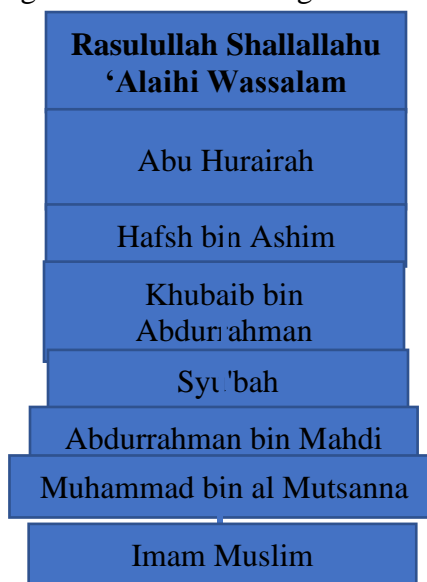 Rasulullah Shallallahu
‘Alaihi Wassalam
Abu Hurairah
Hafsh bin Ashim
Khubaib bin
Abdurrahman
Syu'bah
Abdurrahman bin Mahdi
Muhammad bin al Mutsanna
Imam Muslim